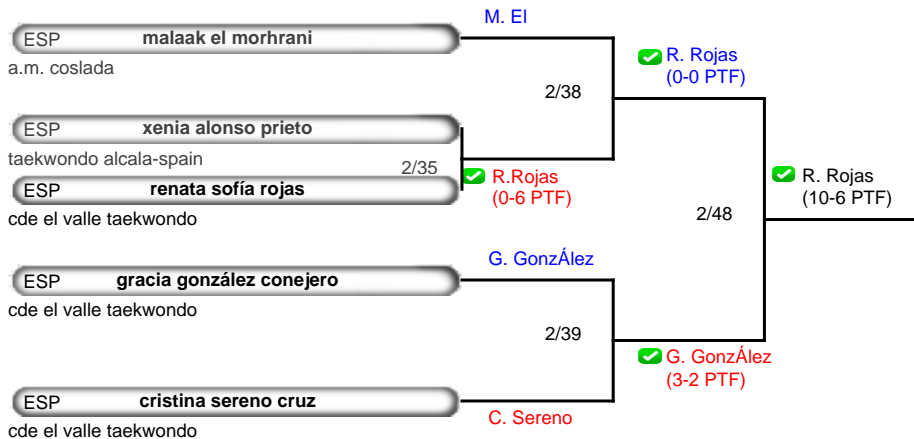 M. El
ESP malaak el morhrani
a.m. coslada
R. Rojas
(0-0 PTF)
2/38
ESP xenia alonso prieto
taekwondo alcala-spain
2/35
R.Rojas
(0-6 PTF)
ESP renata sofía rojas
cde el valle taekwondo
R. Rojas
(10-6 PTF)
2/48
G. GonzÁlez
ESP gracia gonzález conejero
cde el valle taekwondo
2/39
G. GonzÁlez
(3-2 PTF)
ESP cristina sereno cruz
C. Sereno
cde el valle taekwondo